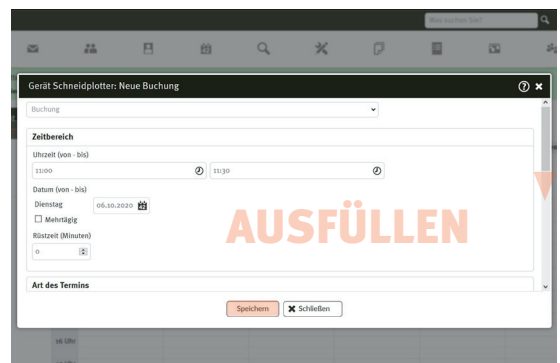 Was suchen Sie?
Gerät Schneidplotter: Neue Buchung
Buchung
Zeitbereich
Uhrzeit (von - bis)
11:00 11:30
Datum (von - bis)
Dienstag 06.10.2020
Mehrtägig
AUSFÜLLEN
Rüstzeit (Minuten)
0
Art des Termins
Speichern Schließen
16 Uhr